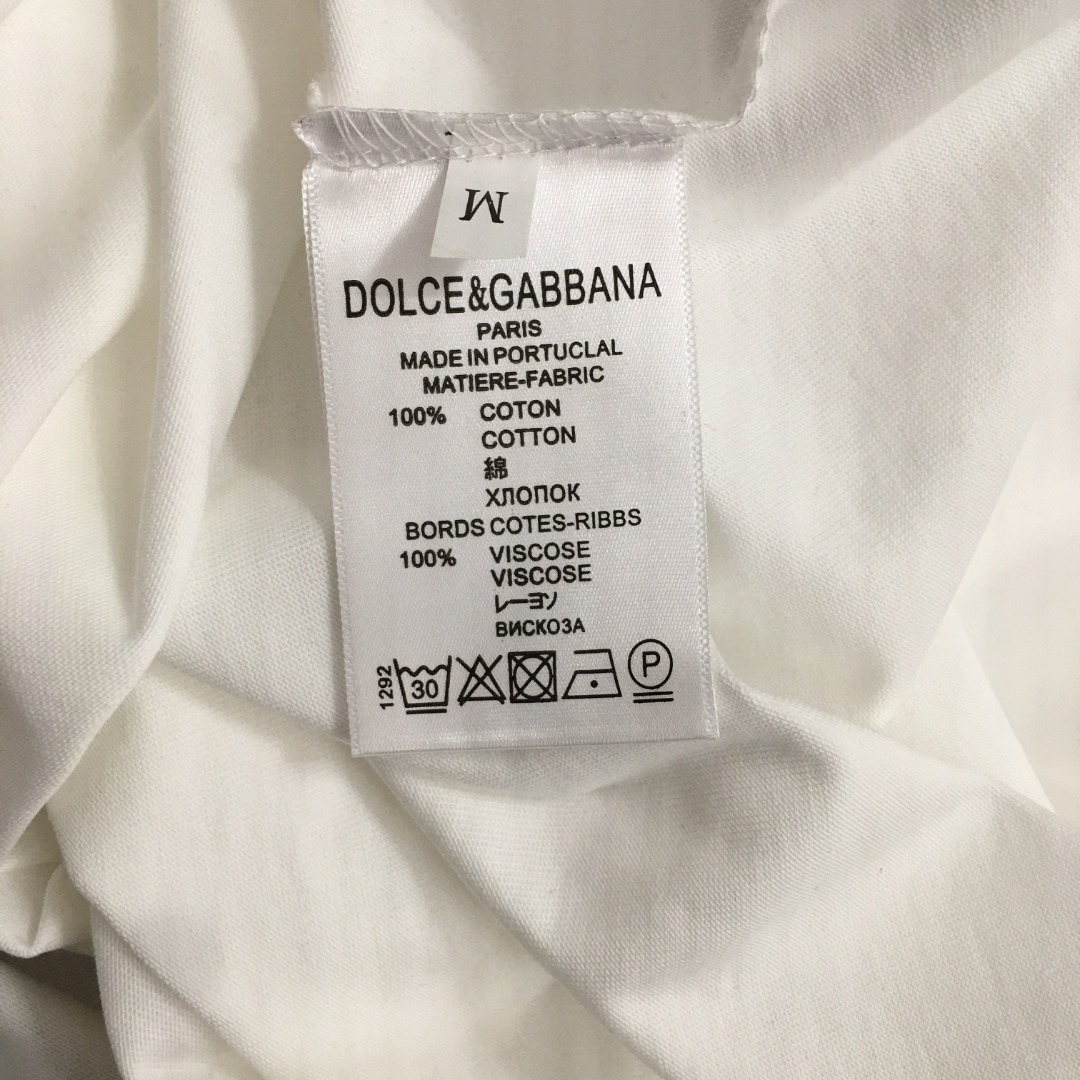 M
DOLCE&GABBANA
PARIS
MADE IN PORTUCLAL
MATIERE-FABRIC
100% COTON
COTTON
綿
ХЛОПОК
BORDS COTES-RIBBS
100% VISCOSE
VISCOSE
レーヨン
ВИСКОЗА
1292 30 P